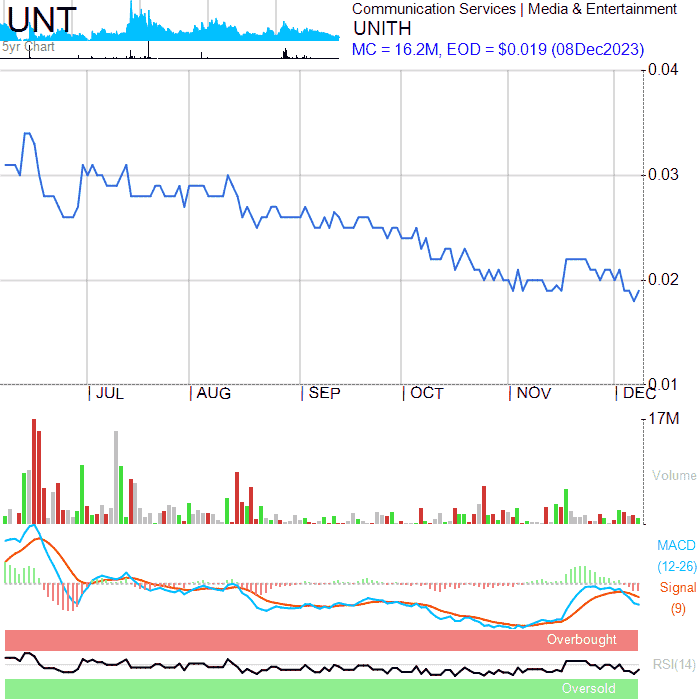 UNT
5yr Chart
Communication Services | Media & Entertainment
UNITH
MC = 16.2M, EOD = $0.019 (08Dec2023)
0.04
0.03
0.02
0.01
JUL AUG SEP OCT NOV DEC
17M
Volume
MACD
(12-26)
Signal
(9)
Overbought
RSI(14)
Oversold